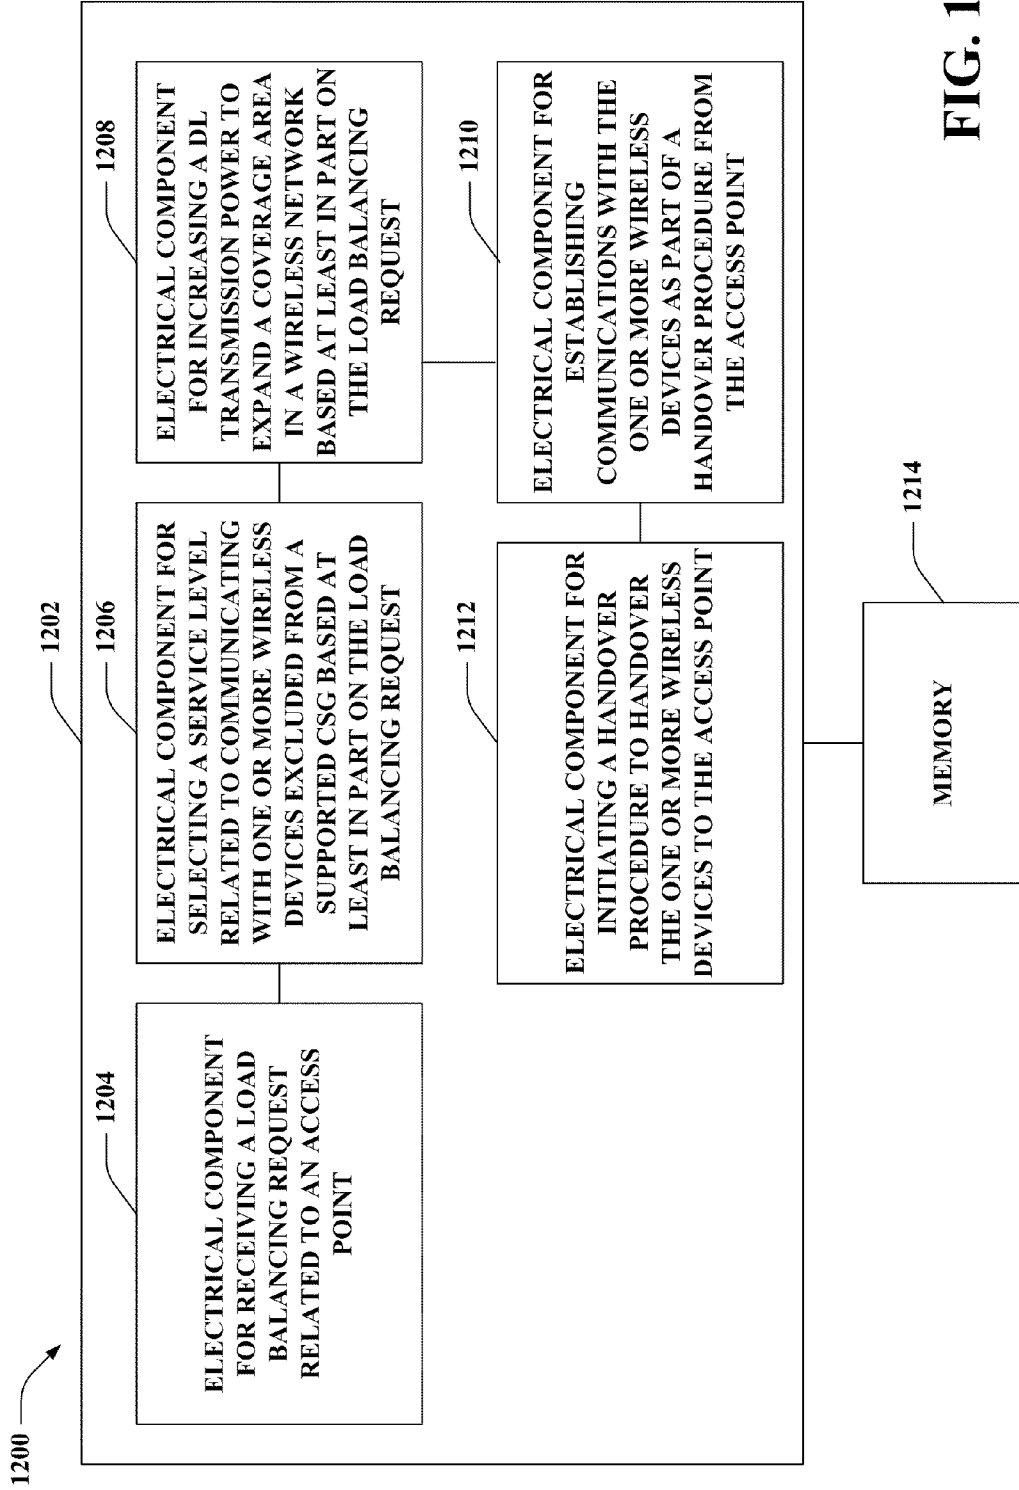 1200
1202
1204
ELECTRICAL COMPONENT
FOR RECEIVING A LOAD
BALANCING REQUEST
RELATED TO AN ACCESS
POINT
1206
ELECTRICAL COMPONENT FOR
SELECTING A SERVICE LEVEL
RELATED TO COMMUNICATING
WITH ONE OR MORE WIRELESS
DEVICES EXCLUDED FROM A
SUPPORTED CSG BASED AT
LEAST IN PART ON THE LOAD
BALANCING REQUEST
1208
ELECTRICAL COMPONENT
FOR INCREASING A DL
TRANSMISSION POWER TO
EXPAND A COVERAGE AREA
IN A WIRELESS NETWORK
BASED AT LEAST IN PART ON
THE LOAD BALANCING
REQUEST
1212
ELECTRICAL COMPONENT FOR
INITIATING A HANDOVER
PROCEDURE TO HANDOVER
THE ONE OR MORE WIRELESS
DEVICES TO THE ACCESS POINT
1210
ELECTRICAL COMPONENT FOR
ESTABLISHING
COMMUNICATIONS WITH THE
ONE OR MORE WIRELESS
DEVICES AS PART OF A
HANDOVER PROCEDURE FROM
THE ACCESS POINT
1214
MEMORY
FIG. 1